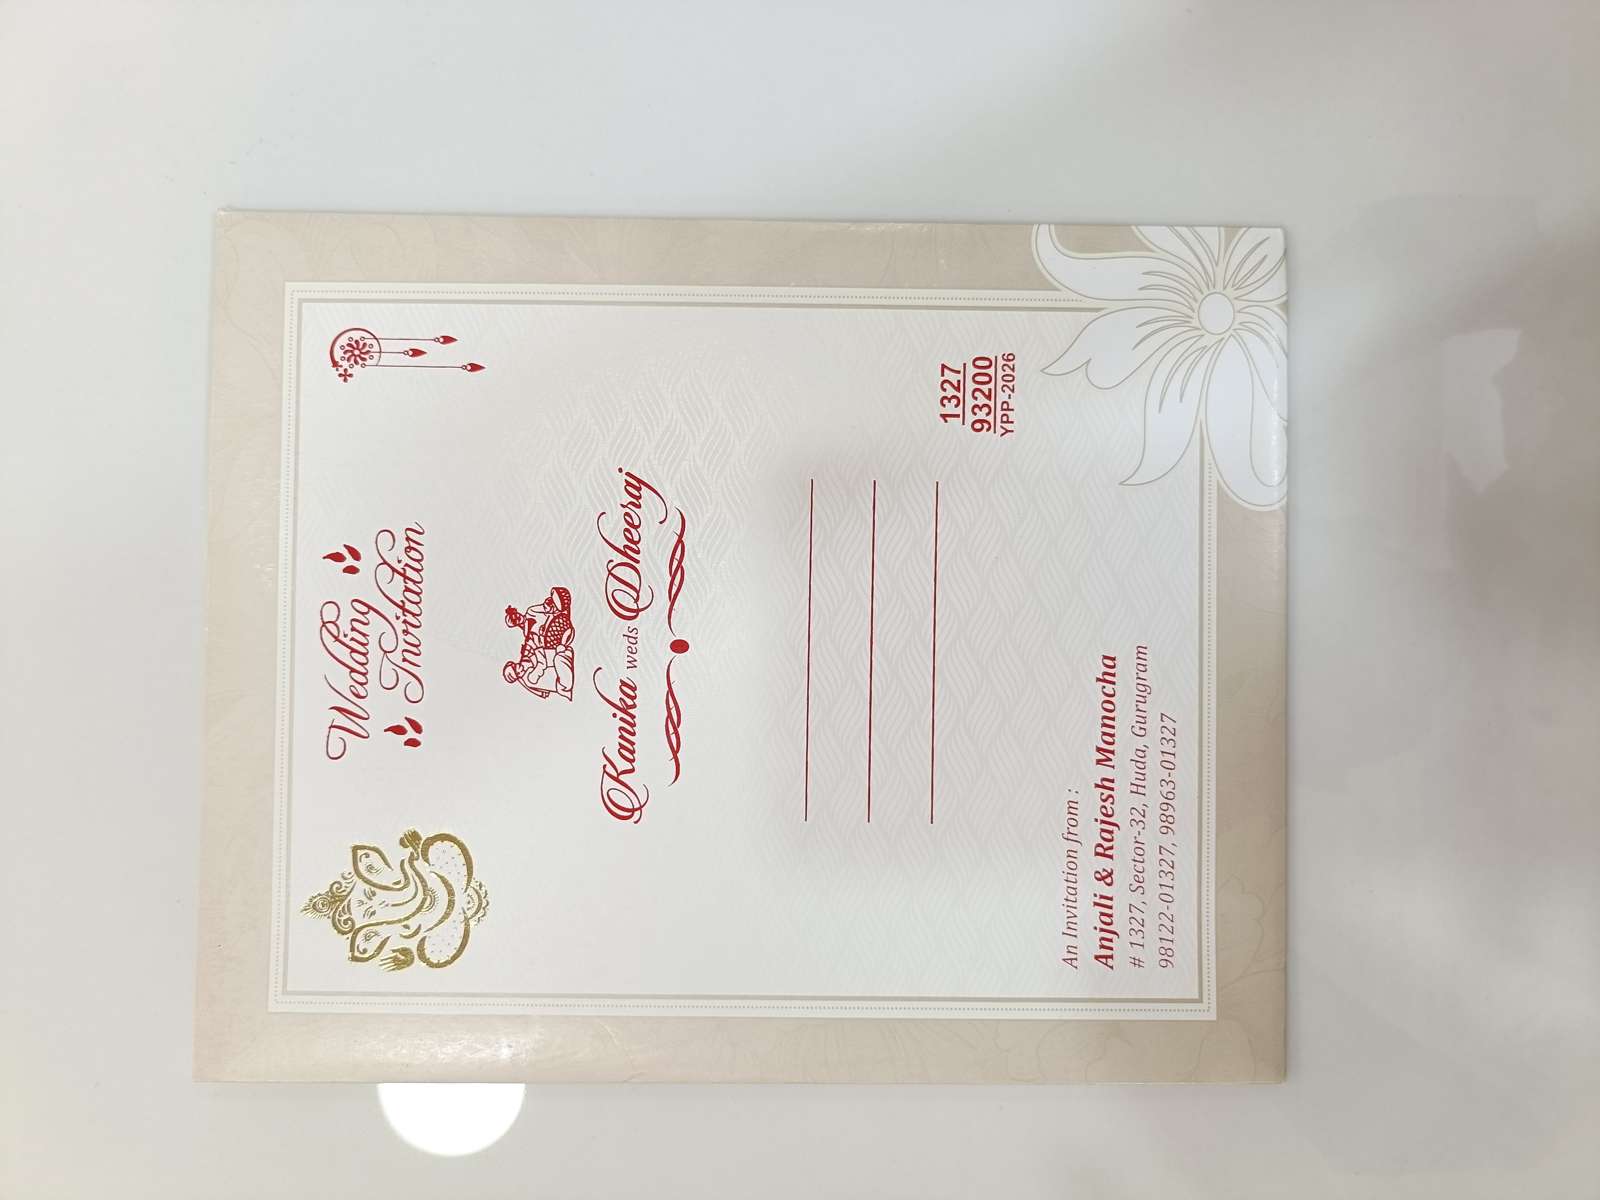 Wedding
Invitation
Kanika weds Dheeraj
1327
93200
YPP-2026
An Invitation from :
Anjali & Rajesh Manocha
# 1327, Sector-32, Huda, Gurugram
98122-01327, 98963-01327